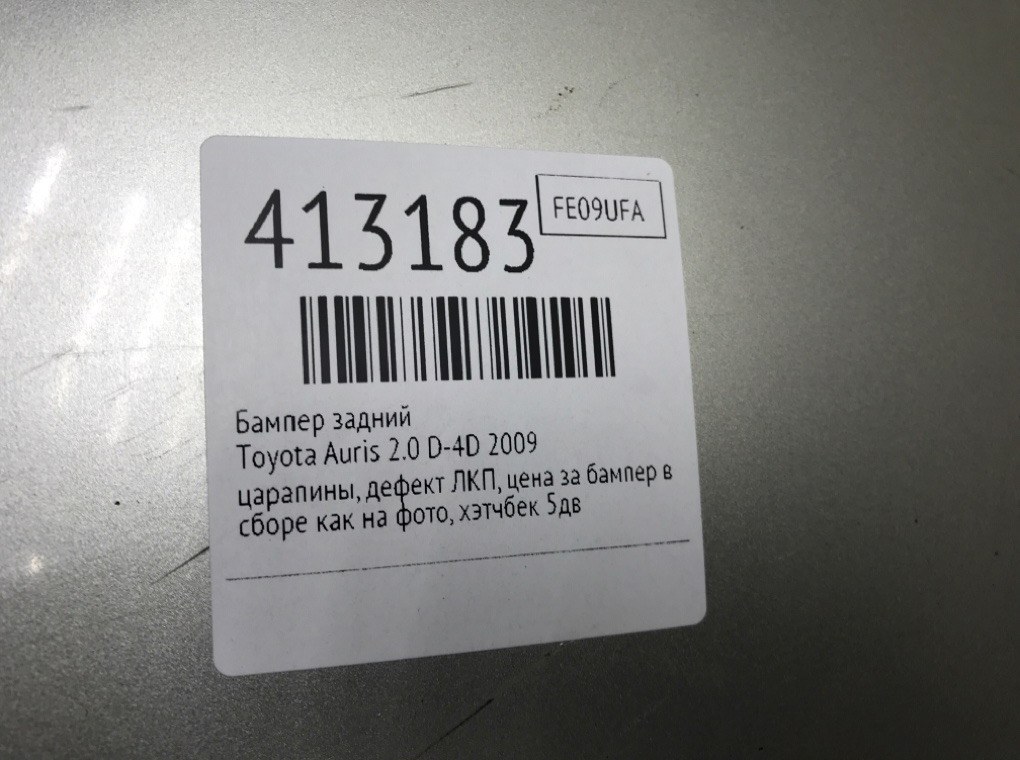 413183
FE09UFA
Бампер задний
Toyota Auris 2.0 D-4D 2009
царапины, дефект ЛКП, цена за бампер в
сборе как на фото, хэтчбек 5дв